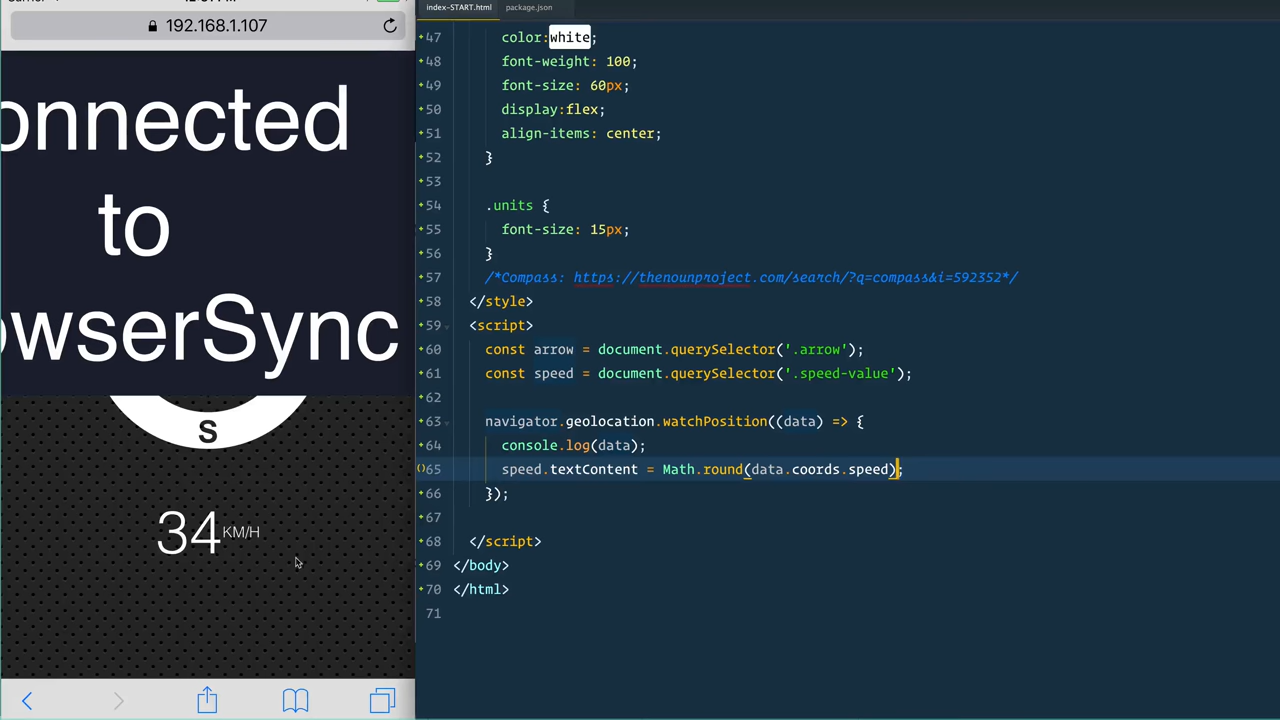 192.168.1.107
onnected
to
owserSync
S
34 KM/H
index-START.html package.json
47 color:white;
48 font-weight: 100;
49 font-size: 60px;
50 display:flex;
51 align-items: center;
52 }
53
54 .units {
55 font-size: 15px;
56 }
57 /*Compass: https://thenounproject.com/search/?q=compass&i=592352*/
58 </style>
59 <script>
60 const arrow = document.querySelector('.arrow');
61 const speed = document.querySelector('.speed-value');
62
63 navigator.geolocation.watchPosition((data) => {
64 console.log(data);
65 speed.textContent = Math.round(data.coords.speed);
66 });
67
68 </script>
69 </body>
70 </html>
71